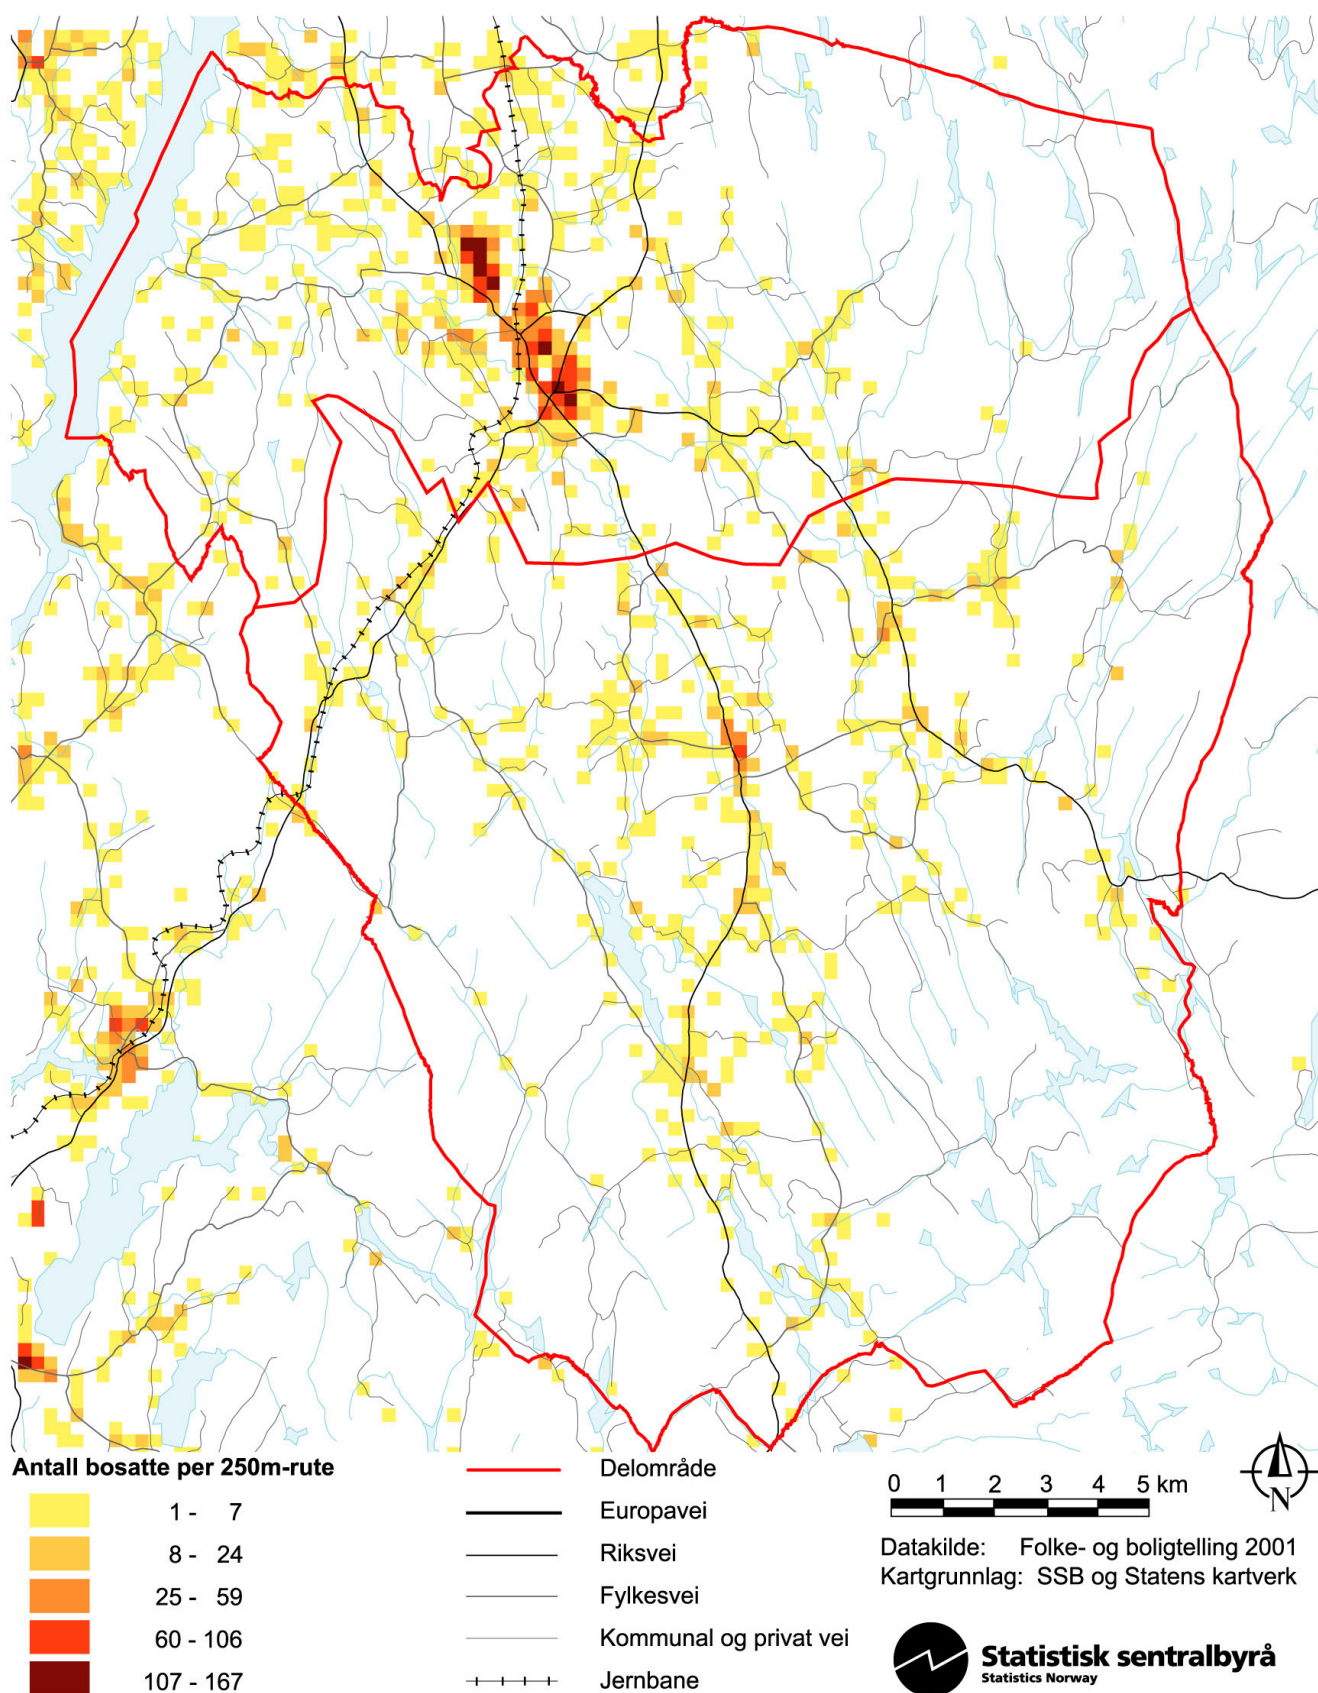 Antall bosatte per 250m-rute
1 - 7
8 - 24
25 - 59
60 - 106
107 - 167
Delområde
Europavei
Riksvei
Fylkesvei
Kommunal og privat vei
Jernbane
0 1 2 3 4 5 km
N
Datakilde: Folke- og boligtelling 2001
Kartgrunnlag: SSB og Statens kartverk
Statistisk sentralbyrå
Statistics Norway